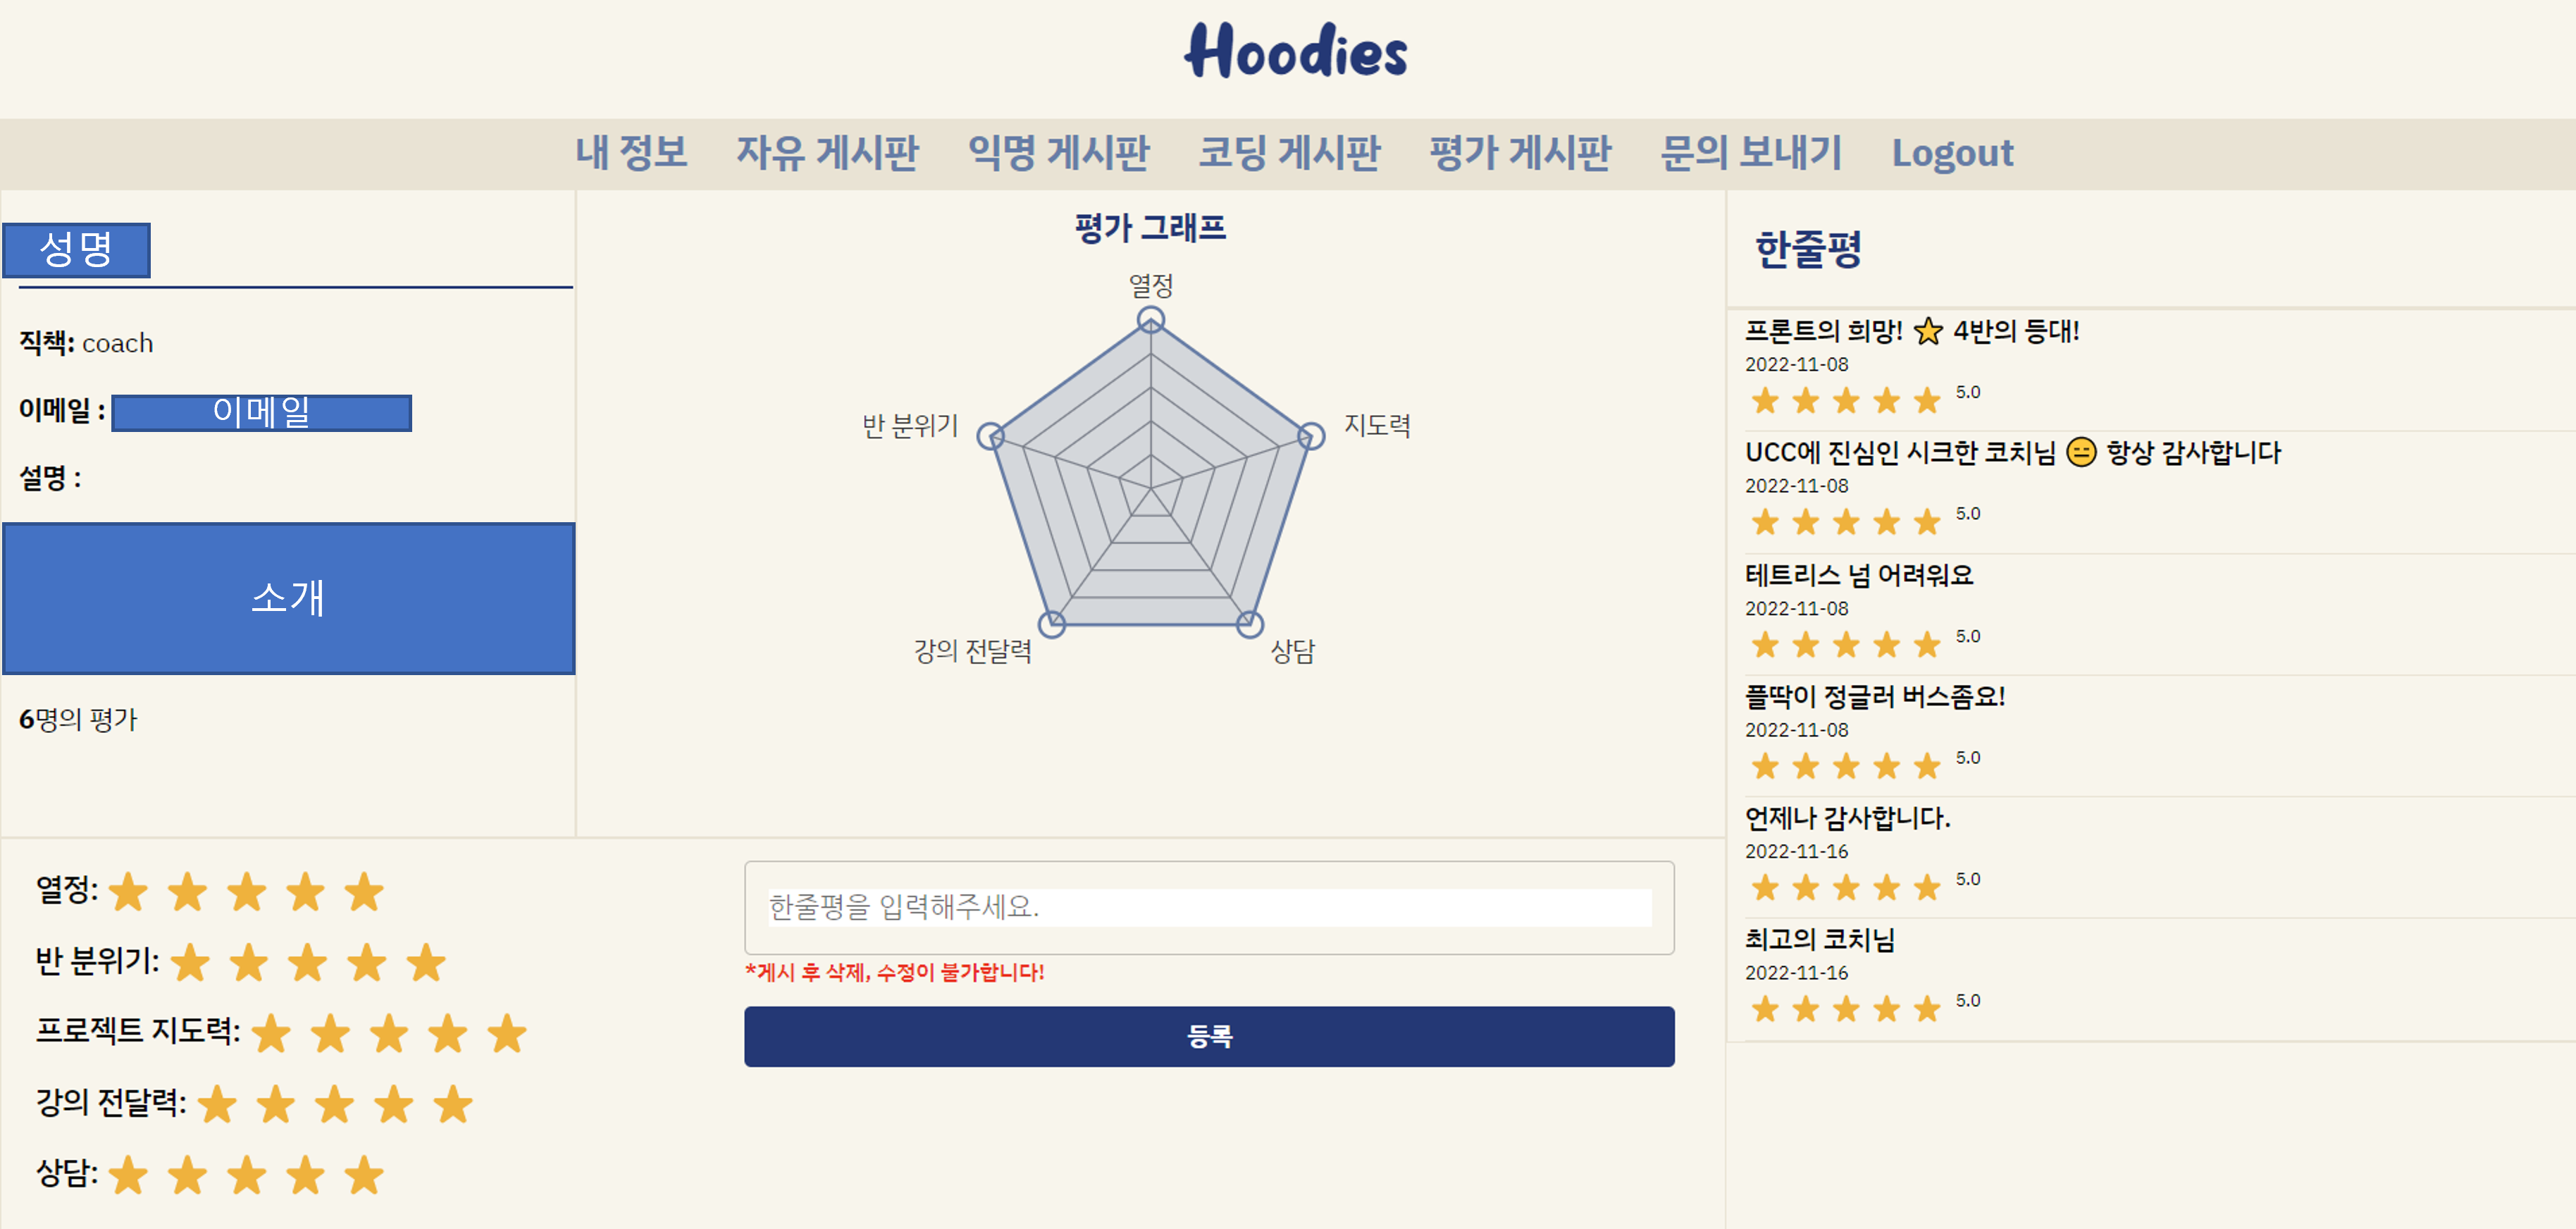 Hoodies
내 정보 자유 게시판 익명 게시판 코딩 게시판 평가 게시판 문의 보내기 Logout
성명
직책: coach
이메일 : 이메일
설명 :
소개
6명의 평가
평가 그래프
열정
반 분위기
지도력
강의 전달력
상담
열정:
반 분위기:
프로젝트 지도력:
강의 전달력:
상담:
한줄평을 입력해주세요.
*게시 후 삭제, 수정이 불가합니다!
등록
한줄평
프론트의 희망! ⭐ 4반의 등대!
2022-11-08
5.0
UCC에 진심인 시크한 코치님 😑 항상 감사합니다
2022-11-08
5.0
테트리스 넘 어려워요
2022-11-08
5.0
플딱이 정글러 버스좀요!
2022-11-08
5.0
언제나 감사합니다.
2022-11-16
5.0
최고의 코치님
2022-11-16
5.0